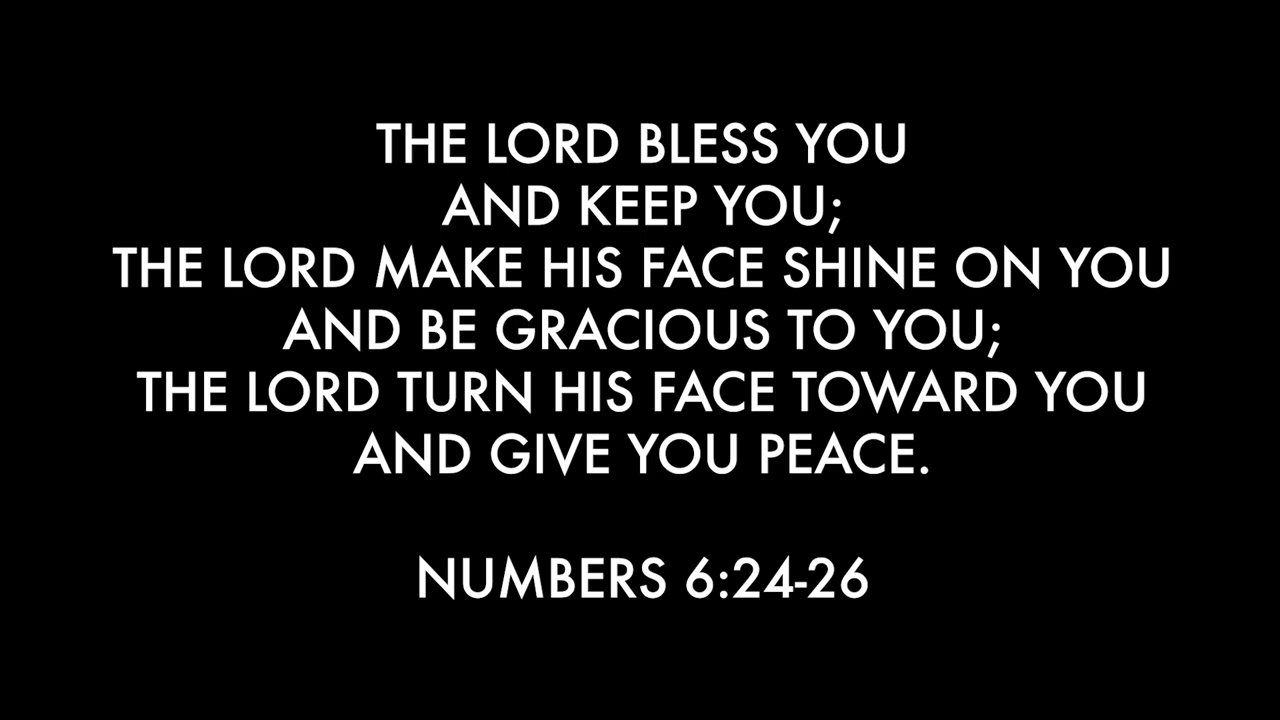 THE LORD BLESS YOU
AND KEEP YOU;
THE LORD MAKE HIS FACE SHINE ON YOU
AND BE GRACIOUS TO YOU;
THE LORD TURN HIS FACE TOWARD YOU
AND GIVE YOU PEACE.
NUMBERS 6:24-26